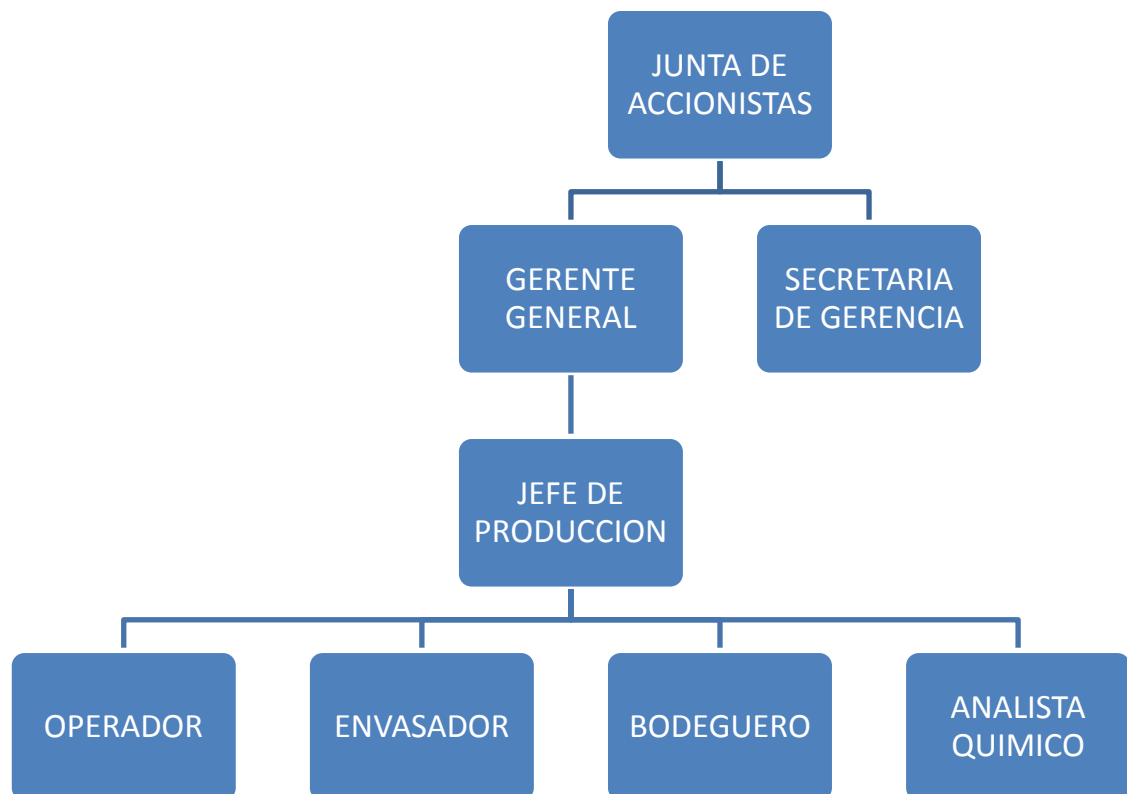 JUNTA DE
ACCIONISTAS
GERENTE
GENERAL
SECRETARIA
DE GERENCIA
JEFE DE
PRODUCCION
OPERADOR
ENVASADOR
BODEGUERO
ANALISTA
QUIMICO